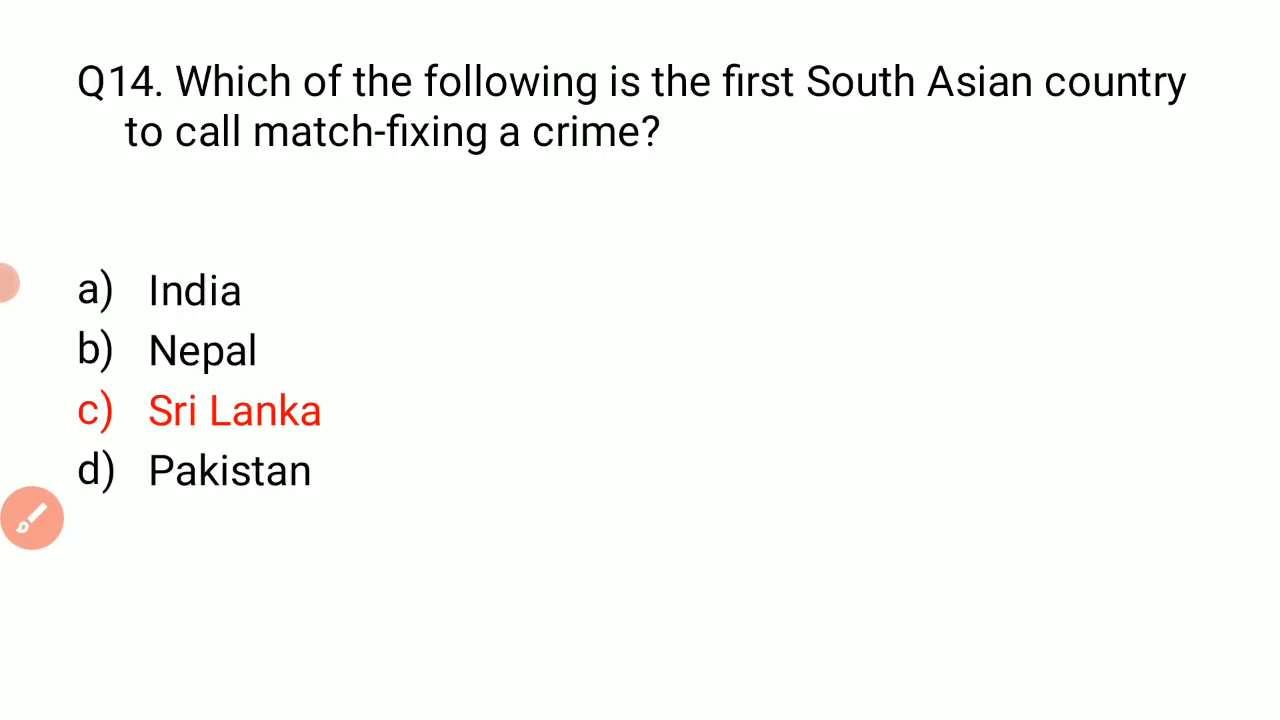 Q14. Which of the following is the first South Asian country
to call match-fixing a crime?
a) India
b) Nepal
c) Sri Lanka
d) Pakistan